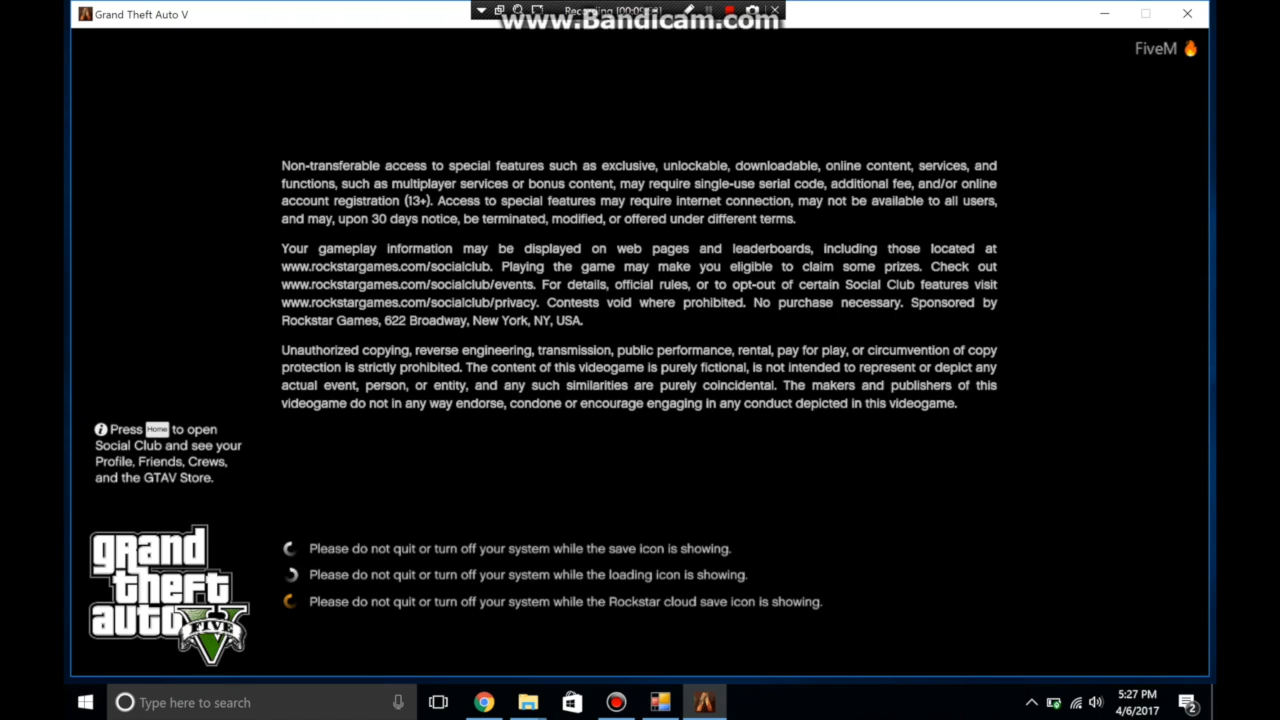 Grand Theft Auto V
www.Bandicam.com
FiveM
Non-transferable access to special features such as exclusive, unlockable, downloadable, online content, services, and
functions, such as multiplayer services or bonus content, may require single-use serial code, additional fee, and/or online
account registration (13+). Access to special features may require internet connection, may not be available to all users,
and may, upon 30 days notice, be terminated, modified, or offered under different terms.
Your gameplay information may be displayed on web pages and leaderboards, including those located at
www.rockstargames.com/socialclub. Playing the game may make you eligible to claim some prizes. Check out
www.rockstargames.com/socialclub/events. For details, official rules, or to opt-out of certain Social Club features visit
www.rockstargames.com/socialclub/privacy. Contests void where prohibited. No purchase necessary. Sponsored by
Rockstar Games, 622 Broadway, New York, NY, USA.
Unauthorized copying, reverse engineering, transmission, public performance, rental, pay for play, or circumvention of copy
protection is strictly prohibited. The content of this videogame is purely fictional, is not intended to represent or depict any
actual event, person, or entity, and any such similarities are purely coincidental. The makers and publishers of this
videogame do not in any way endorse, condone or encourage engaging in any conduct depicted in this videogame.
Press Home to open
Social Club and see your
Profile, Friends, Crews,
and the GTAV Store.
grand
theft
auto V
FIVE
Please do not quit or turn off your system while the save icon is showing.
Please do not quit or turn off your system while the loading icon is showing.
Please do not quit or turn off your system while the Rockstar cloud save icon is showing.
Type here to search
5:27 PM
4/6/2017
2